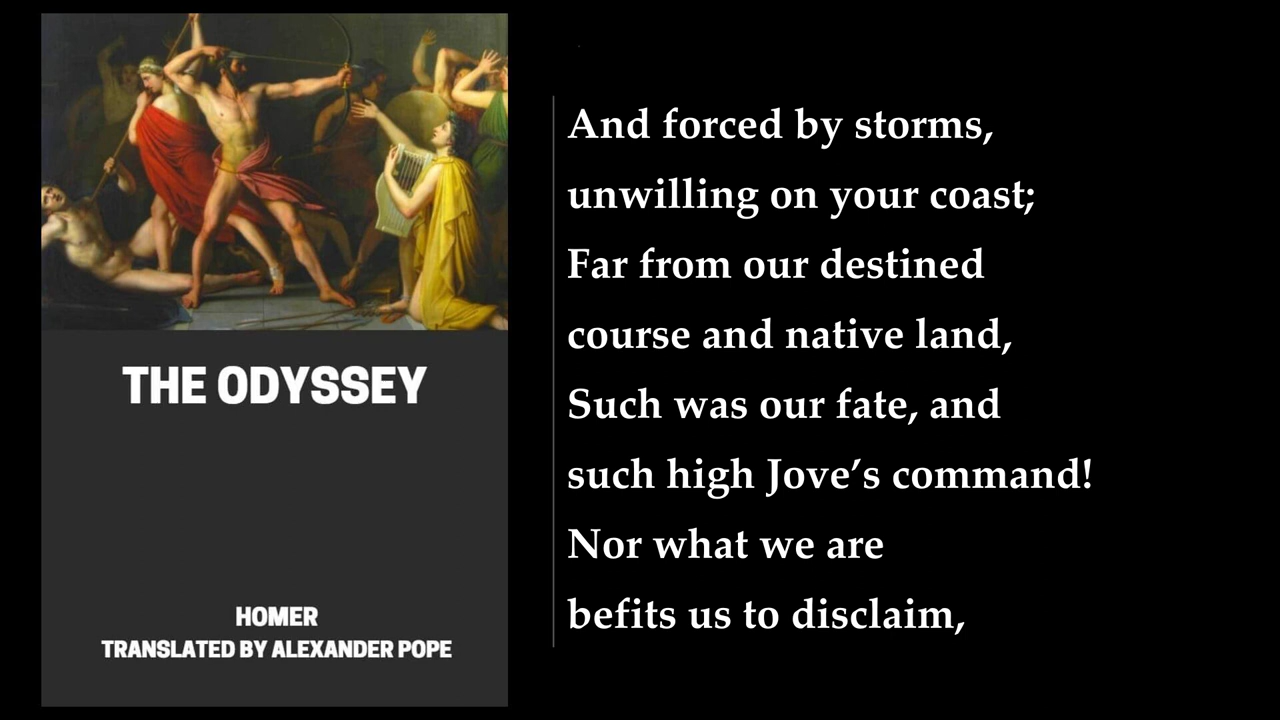 THE ODYSSEY
HOMER
TRANSLATED BY ALEXANDER POPE
And forced by storms,
unwilling on your coast;
Far from our destined
course and native land,
Such was our fate, and
such high Jove’s command!
Nor what we are
befits us to disclaim,